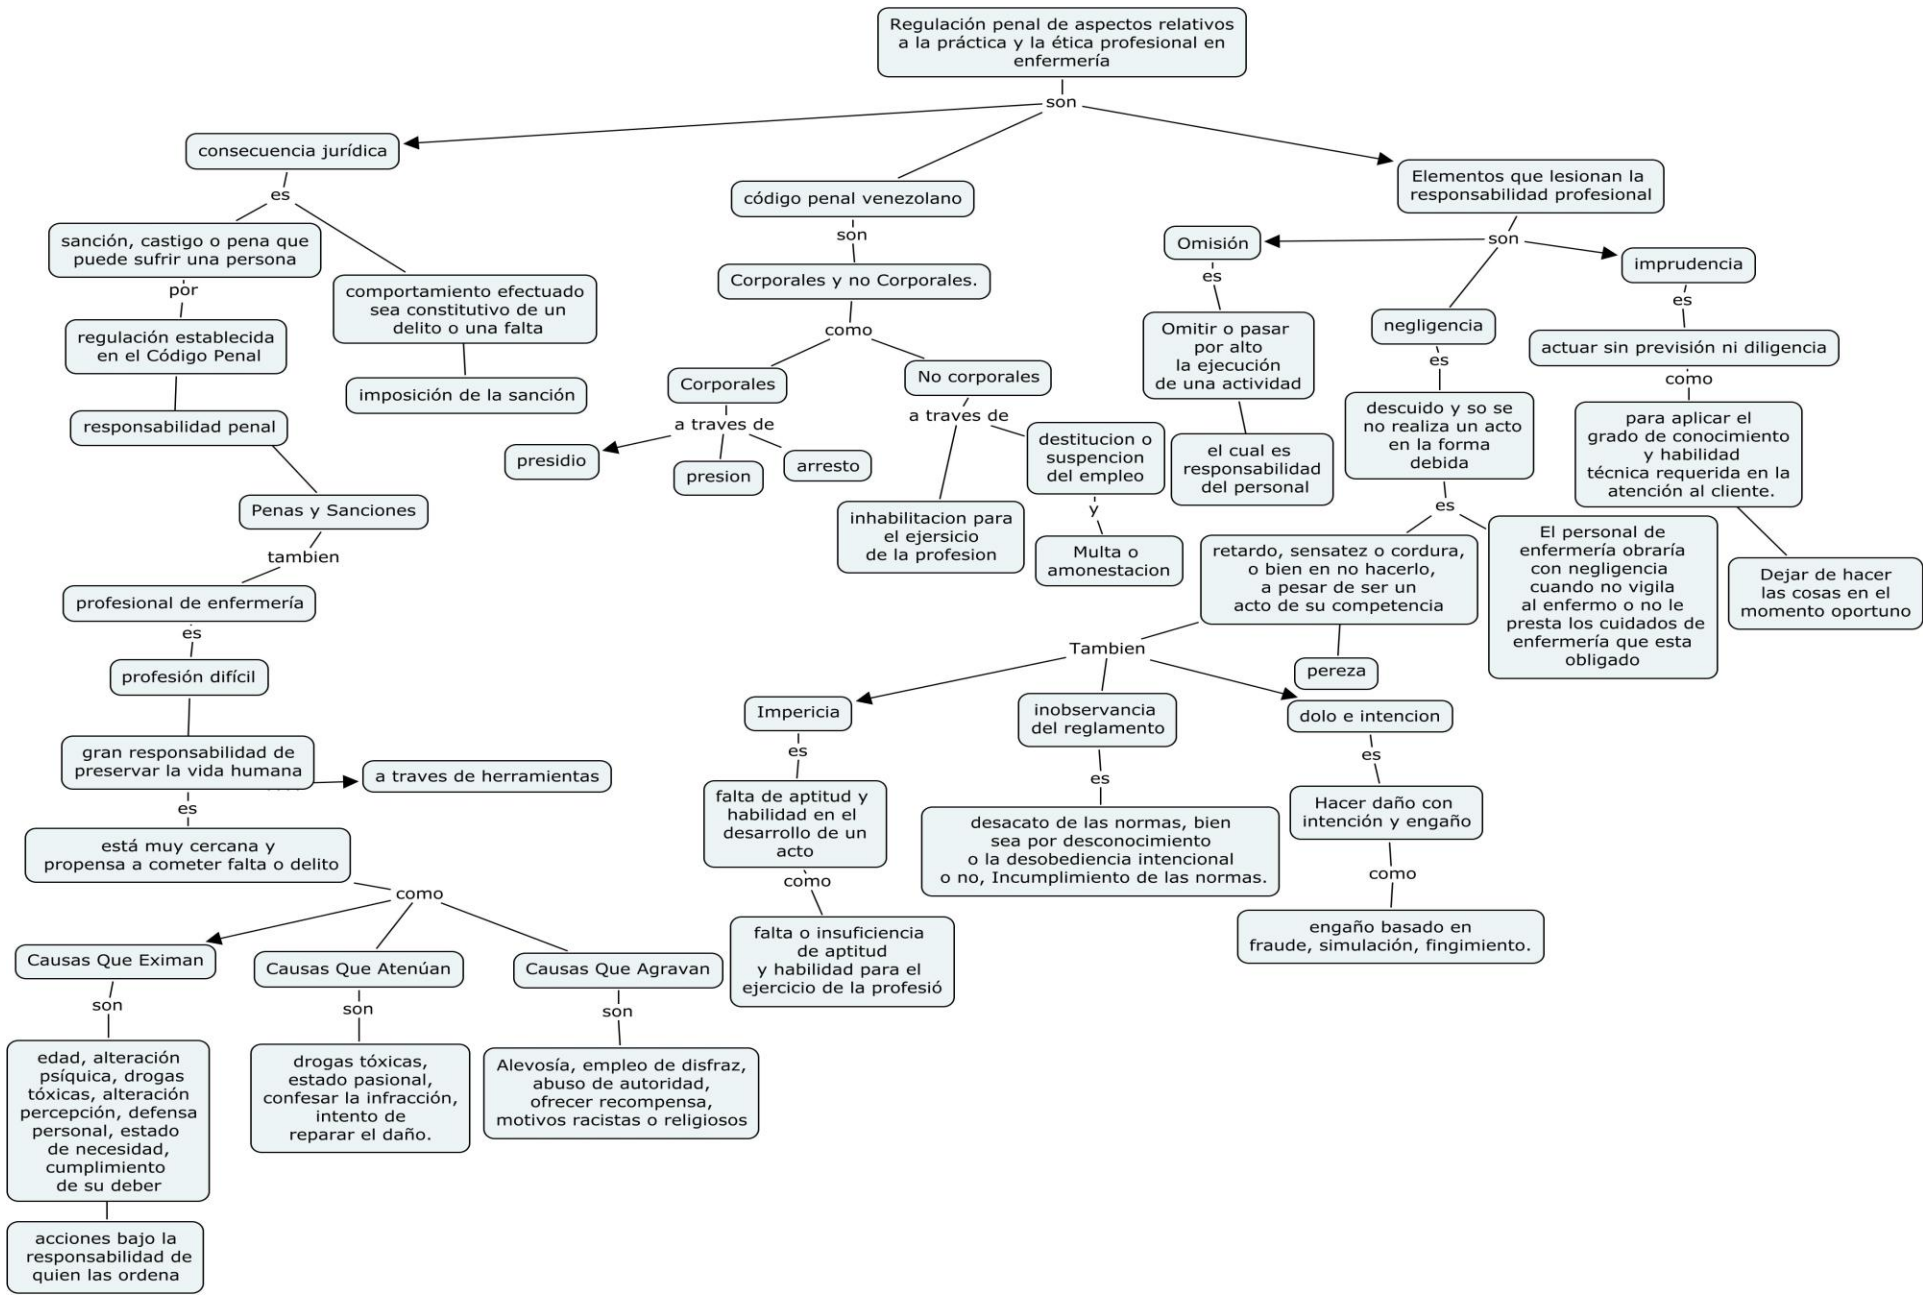 Regulación penal de aspectos relativos
a la práctica y la ética profesional en
enfermería
son
consecuencia jurídica
es
sanción, castigo o pena que
puede sufrir una persona
por
regulación establecida
en el Código Penal
responsabilidad penal
Penas y Sanciones
tambien
profesional de enfermería
es
profesión difícil
gran responsabilidad de
preservar la vida humana
a traves de herramientas
es
está muy cercana y
propensa a cometer falta o delito
como
Causas Que Eximan
son
edad, alteración
psíquica, drogas
tóxicas, alteración
percepción, defensa
personal, estado
de necesidad,
cumplimiento
de su deber
acciones bajo la
responsabilidad de
quien las ordena
Causas Que Atenúan
son
drogas tóxicas,
estado pasional,
confesar la infracción,
intento de
reparar el daño.
Causas Que Agravan
son
Alevosía, empleo de disfraz,
abuso de autoridad,
ofrecer recompensa,
motivos racistas o religiosos
comportamiento efectuado
sea constitutivo de un
delito o una falta
imposición de la sanción
código penal venezolano
son
Corporales y no Corporales.
como
Corporales
a traves de
presidio
presion
arresto
No corporales
a traves de
inhabilitacion para
el ejersicio
de la profesion
destitucion o
suspencion
del empleo
y
Multa o
amonestacion
Elementos que lesionan la
responsabilidad profesional
son
Omisión
es
Omitir o pasar
por alto
la ejecución
de una actividad
el cual es
responsabilidad
del personal
negligencia
es
descuido y so se
no realiza un acto
en la forma
debida
es
retardo, sensatez o cordura,
o bien en no hacerlo,
a pesar de ser un
acto de su competencia
pereza
El personal de
enfermería obraría
con negligencia
cuando no vigila
al enfermo o no le
presta los cuidados de
enfermería que esta
obligado
Tambien
Impericia
es
falta de aptitud y
habilidad en el
desarrollo de un
acto
como
falta o insuficiencia
de aptitud
y habilidad para el
ejercicio de la profesió
inobservancia
del reglamento
es
desacato de las normas, bien
sea por desconocimiento
o la desobediencia intencional
o no, Incumplimiento de las normas.
dolo e intencion
es
Hacer daño con
intención y engaño
como
engaño basado en
fraude, simulación, fingimiento.
imprudencia
es
actuar sin previsión ni diligencia
como
para aplicar el
grado de conocimiento
y habilidad
técnica requerida en la
atención al cliente.
Dejar de hacer
las cosas en el
momento oportuno